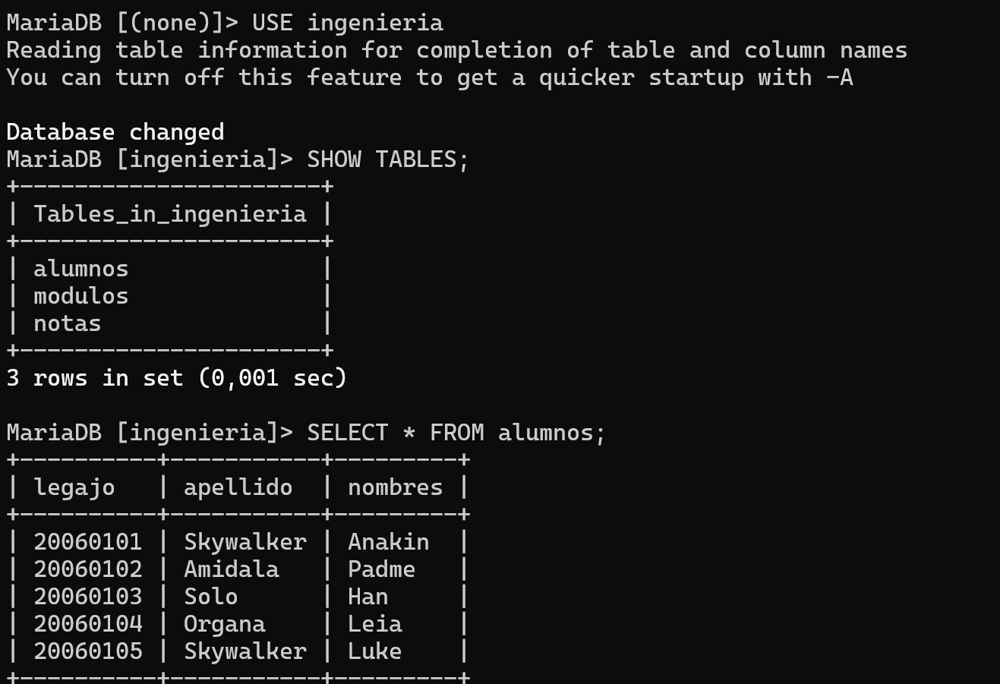 MariaDB [(none)]> USE ingenieria
Reading table information for completion of table and column names
You can turn off this feature to get a quicker startup with -A

Database changed
MariaDB [ingenieria]> SHOW TABLES;
+----------------------+
| Tables_in_ingenieria |
+----------------------+
| alumnos              |
| modulos              |
| notas                |
+----------------------+
3 rows in set (0,001 sec)

MariaDB [ingenieria]> SELECT * FROM alumnos;
+----------+-----------+---------+
| legajo   | apellido  | nombres |
+----------+-----------+---------+
| 20060101 | Skywalker | Anakin  |
| 20060102 | Amidala   | Padme   |
| 20060103 | Solo      | Han     |
| 20060104 | Organa    | Leia    |
| 20060105 | Skywalker | Luke    |
+----------+-----------+---------+